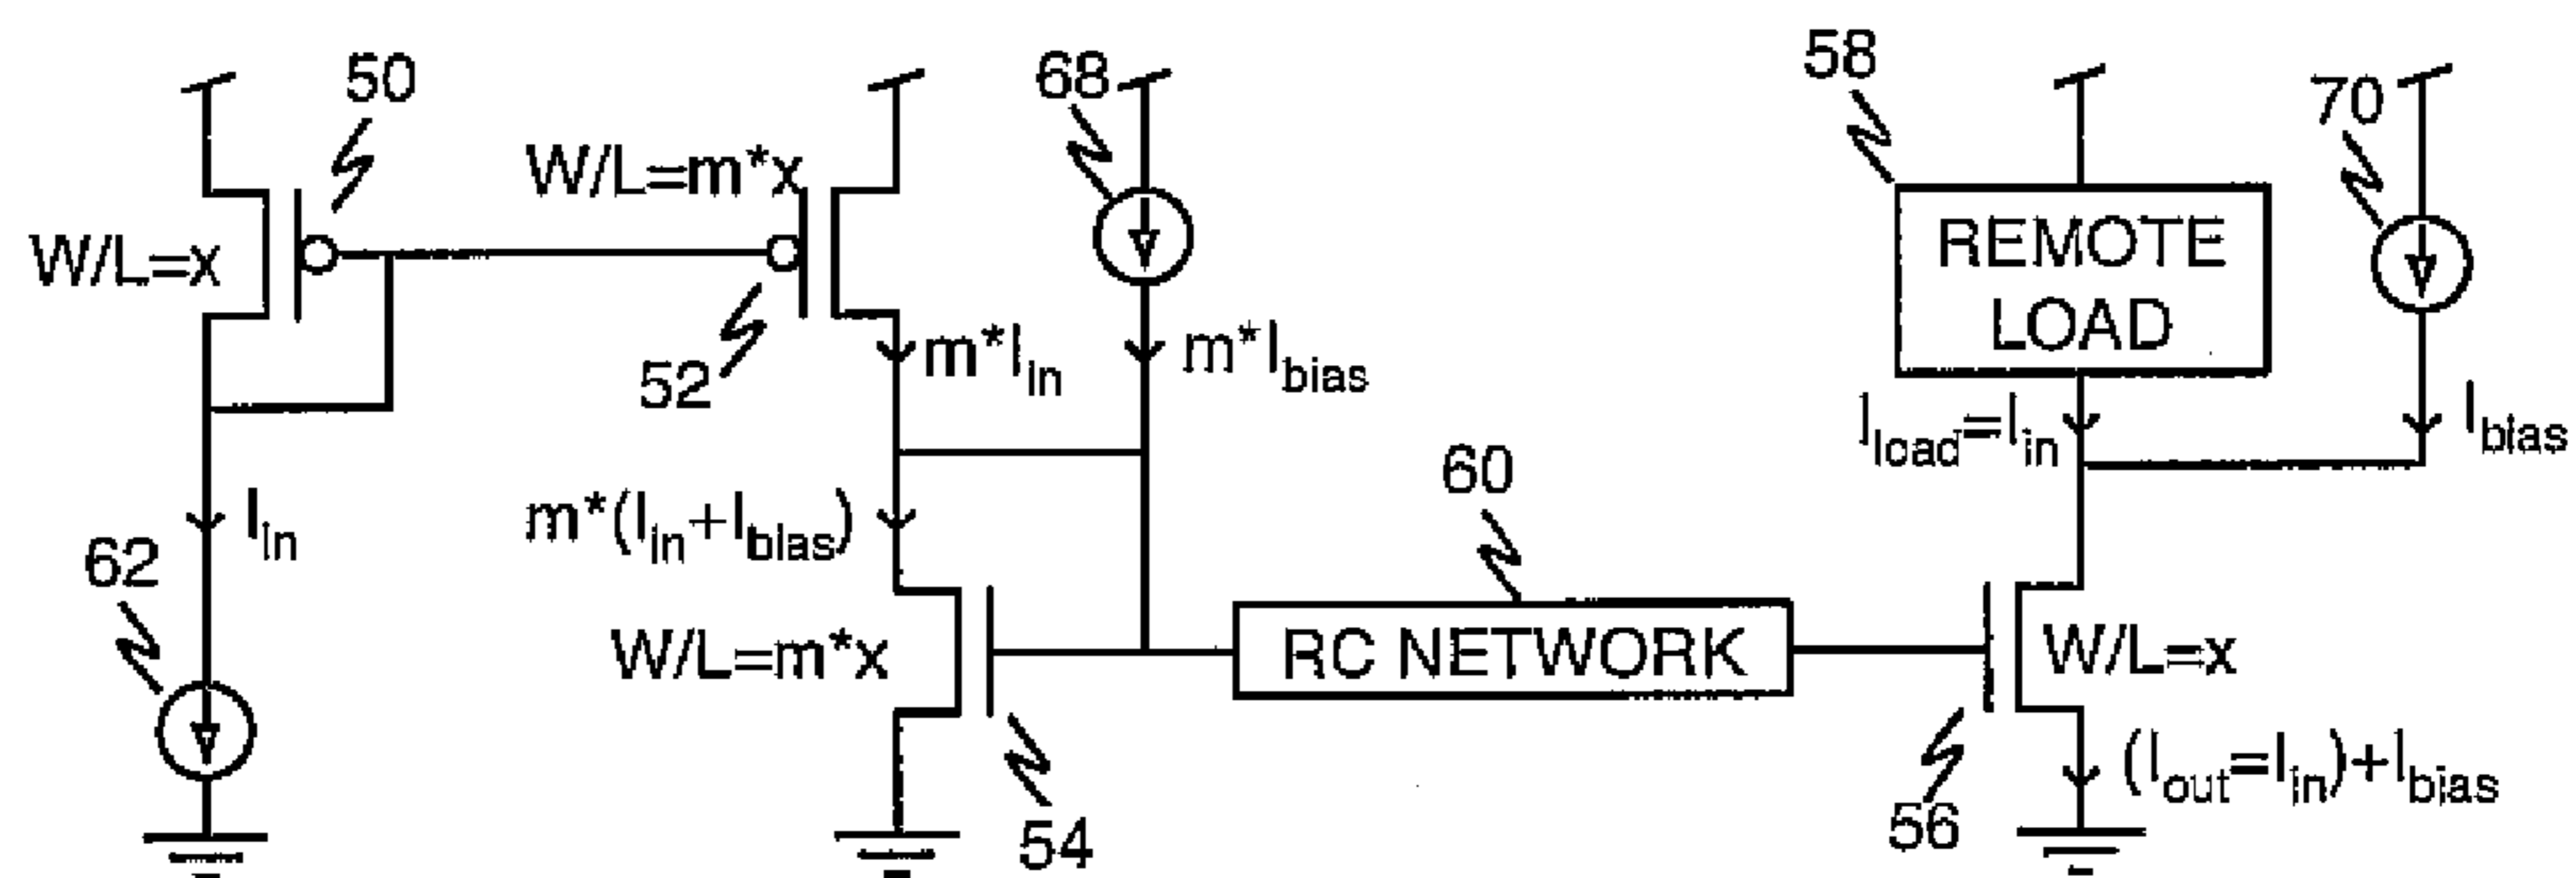 50
68
58
70
W/L=m*x
W/L=x
REMOTE
LOAD
52
m*I_in
m*I_bias
I_load=I_in
I_bias
62
I_in
m*(I_in+I_bias)
60
W/L=m*x
RC NETWORK
W/L=x
54
56
(I_out=I_in)+I_bias